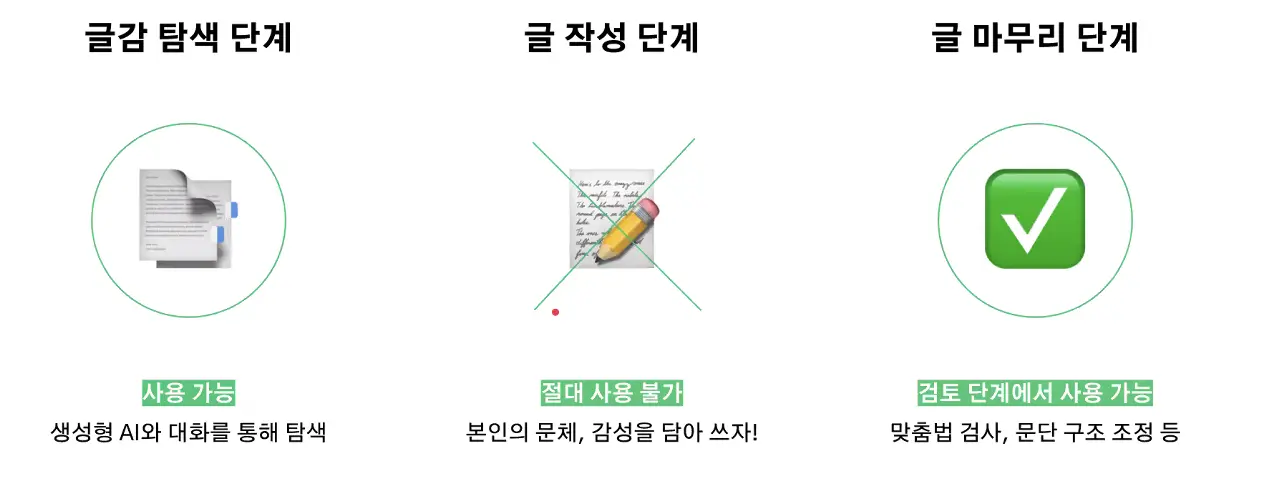 글감 탐색 단계
글 작성 단계
글 마무리 단계
사용 가능
생성형 AI와 대화를 통해 탐색
절대 사용 불가
본인의 문체, 감성을 담아 쓰자!
검토 단계에서 사용 가능
맞춤법 검사, 문단 구조 조정 등